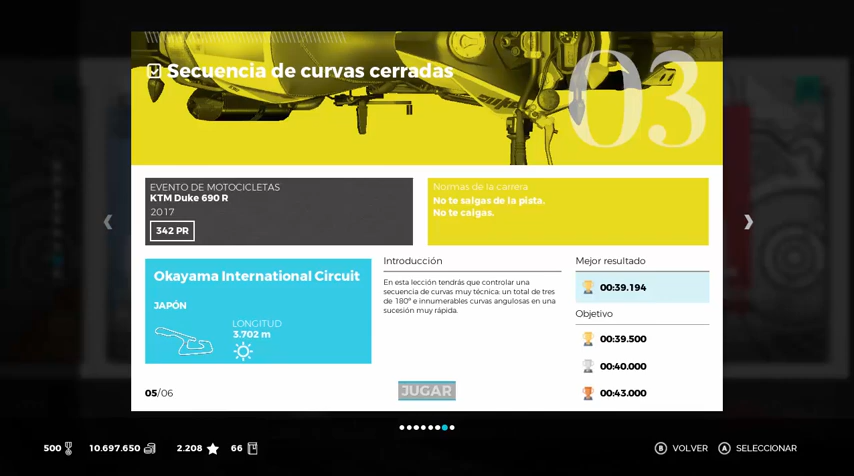 Secuencia de curvas cerradas
03
EVENTO DE MOTOCICLETAS
KTM Duke 690 R
2017
342 PR
Normas de la carrera
No te salgas de la pista.
No te caigas.
Okayama International Circuit
JAPÓN
LONGITUD
3.702 m
Introducción
En esta lección tendrás que controlar una
secuencia de curvas muy técnica: un total de tres
de 180º e innumerables curvas angulosas en una
sucesión muy rápida.
Mejor resultado
00:39.194
Objetivo
00:39.500
00:40.000
00:43.000
05/06
JUGAR
500
10.697.650
2.208
66
B VOLVER
A SELECCIONAR